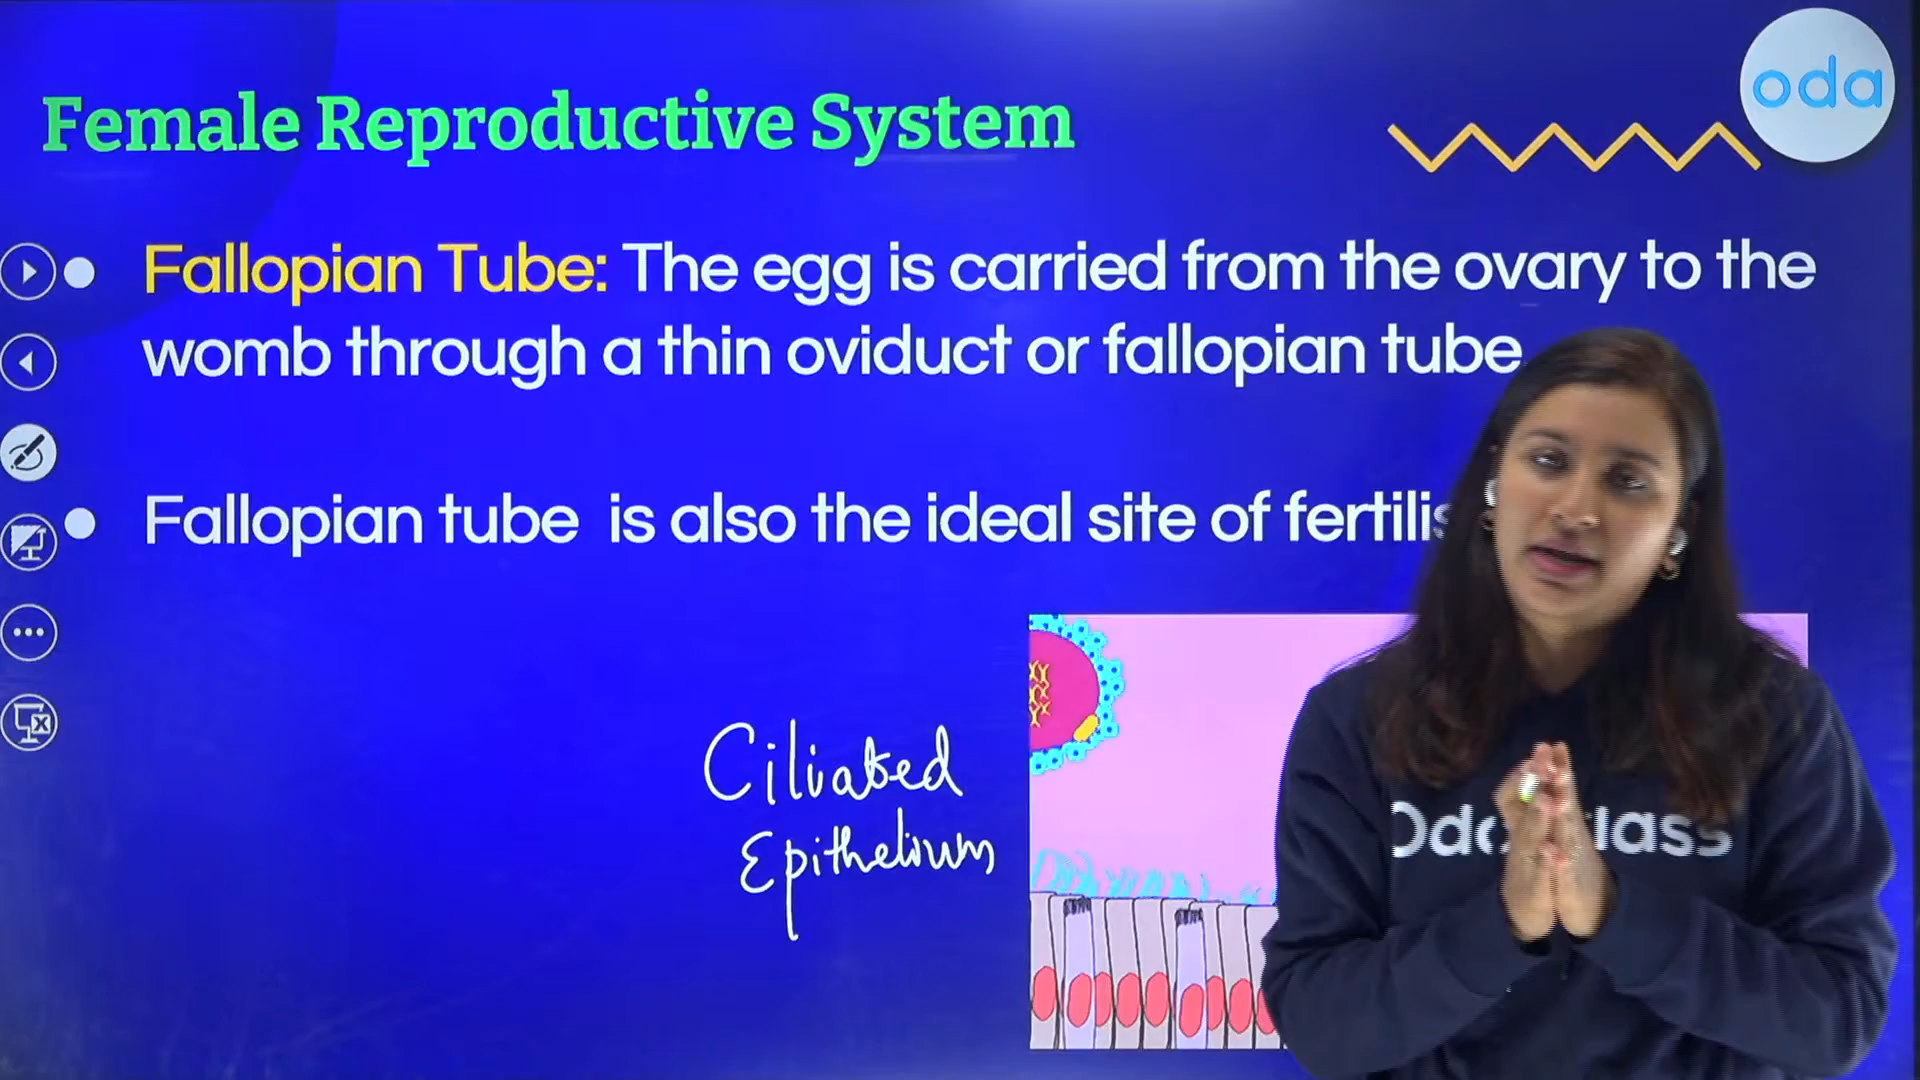 oda
Female Reproductive System
Fallopian Tube: The egg is carried from the ovary to the
womb through a thin oviduct or fallopian tube
Fallopian tube is also the ideal site of
Ciliated
Epithelium